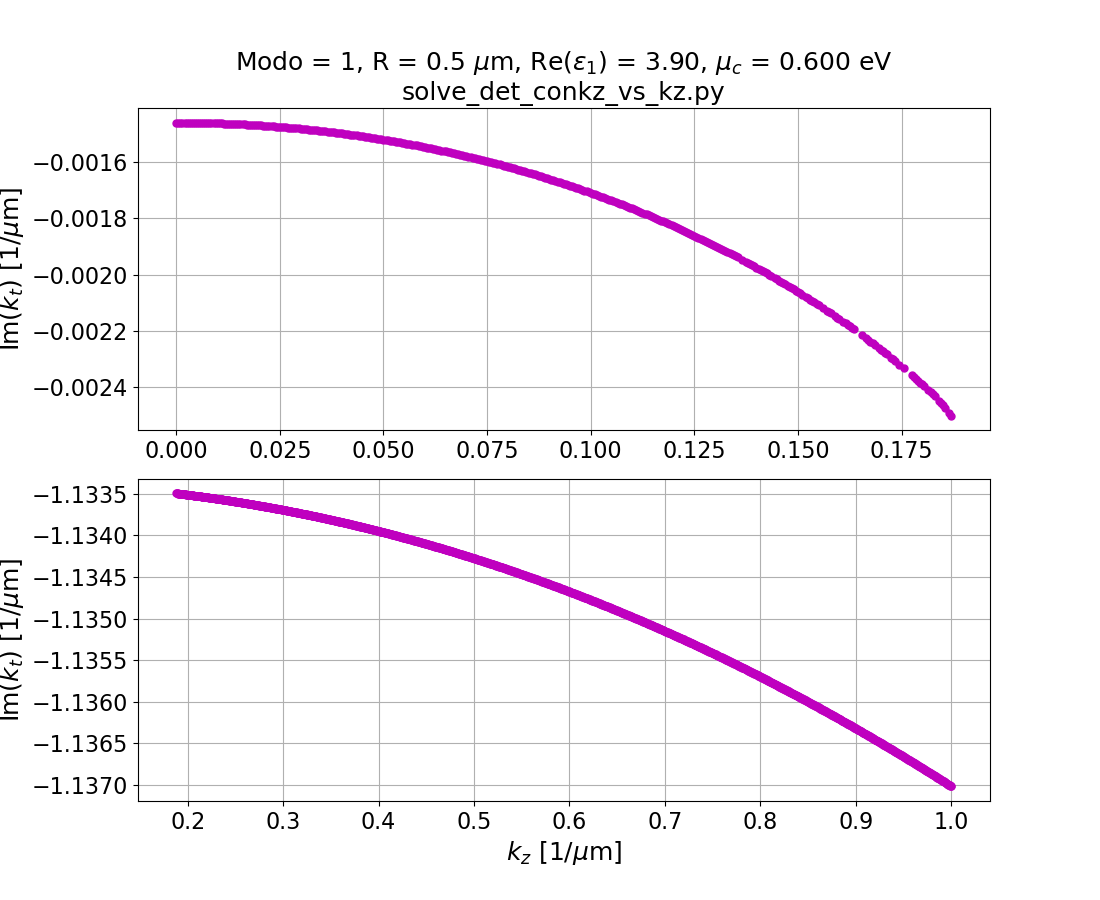 Modo = 1, R = 0.5 μm, Re(ε₁) = 3.90, μ_c = 0.600 eV
solve_det_conkz_vs_kz.py
Im(k_t) [1/μm]
−0.0016
−0.0018
−0.0020
−0.0022
−0.0024
0.000 0.025 0.050 0.075 0.100 0.125 0.150 0.175
Im(k_t) [1/μm]
−1.1335
−1.1340
−1.1345
−1.1350
−1.1355
−1.1360
−1.1365
−1.1370
0.2 0.3 0.4 0.5 0.6 0.7 0.8 0.9 1.0
k_z [1/μm]